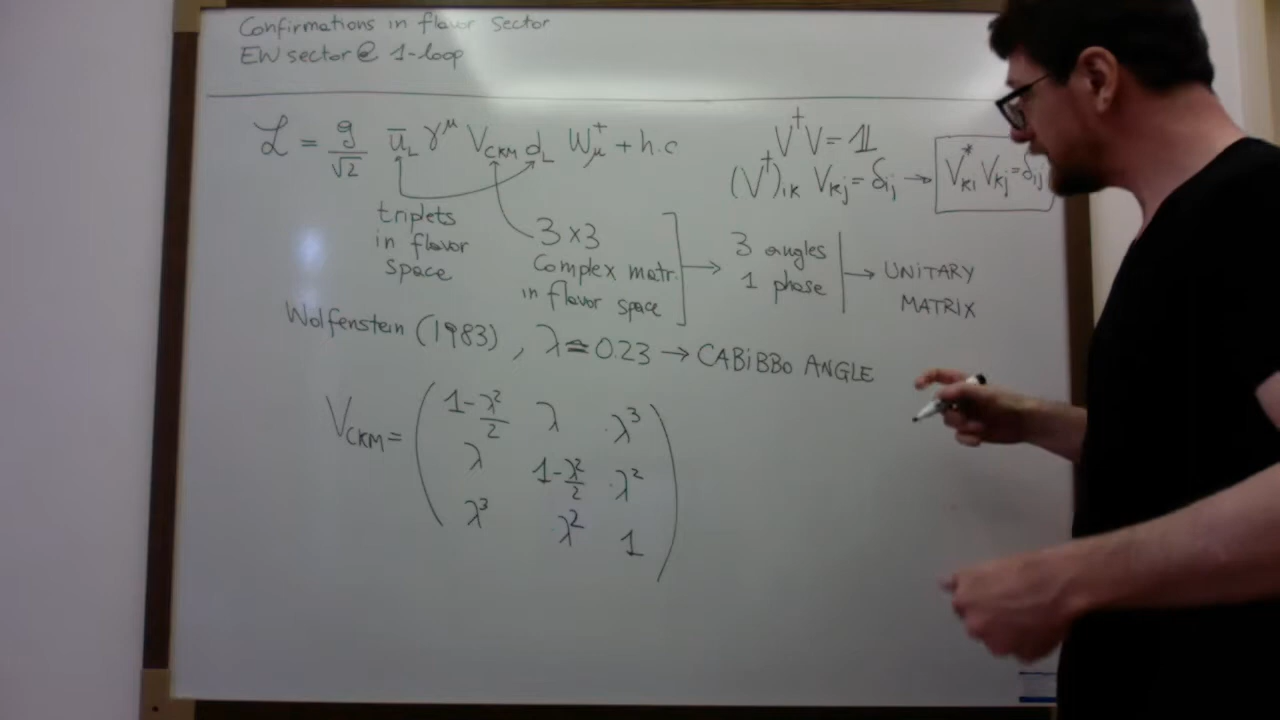 Confirmations in flavor sector
EW sector @ 1-loop
ℒ = g/√2 ū_L γ^μ V_CKM d_L W_μ^+ + h.c
V†V = 𝟙
(V†)_ik V_kj = δ_ij → V*_ki V_kj = δ_ij
triplets
in flavor
space
3×3
Complex matr.
in flavor space
3 angles
1 phase
→ UNITARY
MATRIX
Wolfenstein (1983), λ ≃ 0.23 → CABIBBO ANGLE
V_CKM =
1-λ²/2 λ λ³
λ 1-λ²/2 λ²
λ³ λ² 1